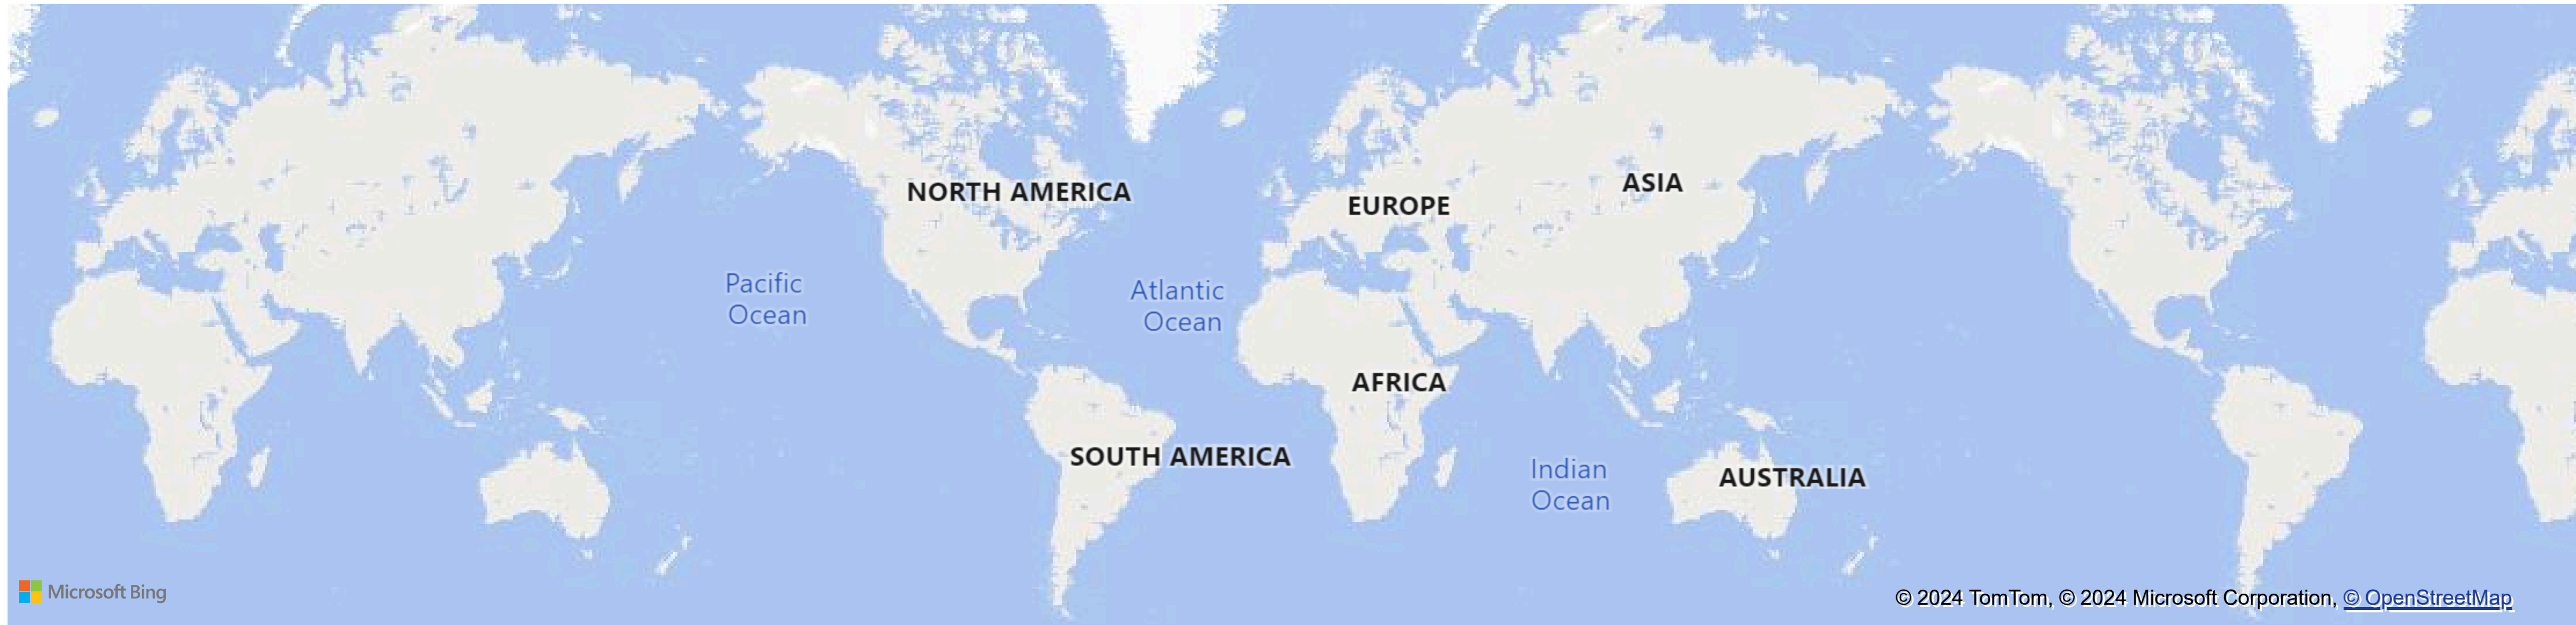 NORTH AMERICA
EUROPE
ASIA
Pacific
Ocean
Atlantic
Ocean
AFRICA
SOUTH AMERICA
Indian
Ocean
AUSTRALIA
Microsoft Bing
© 2024 TomTom, © 2024 Microsoft Corporation, © OpenStreetMap